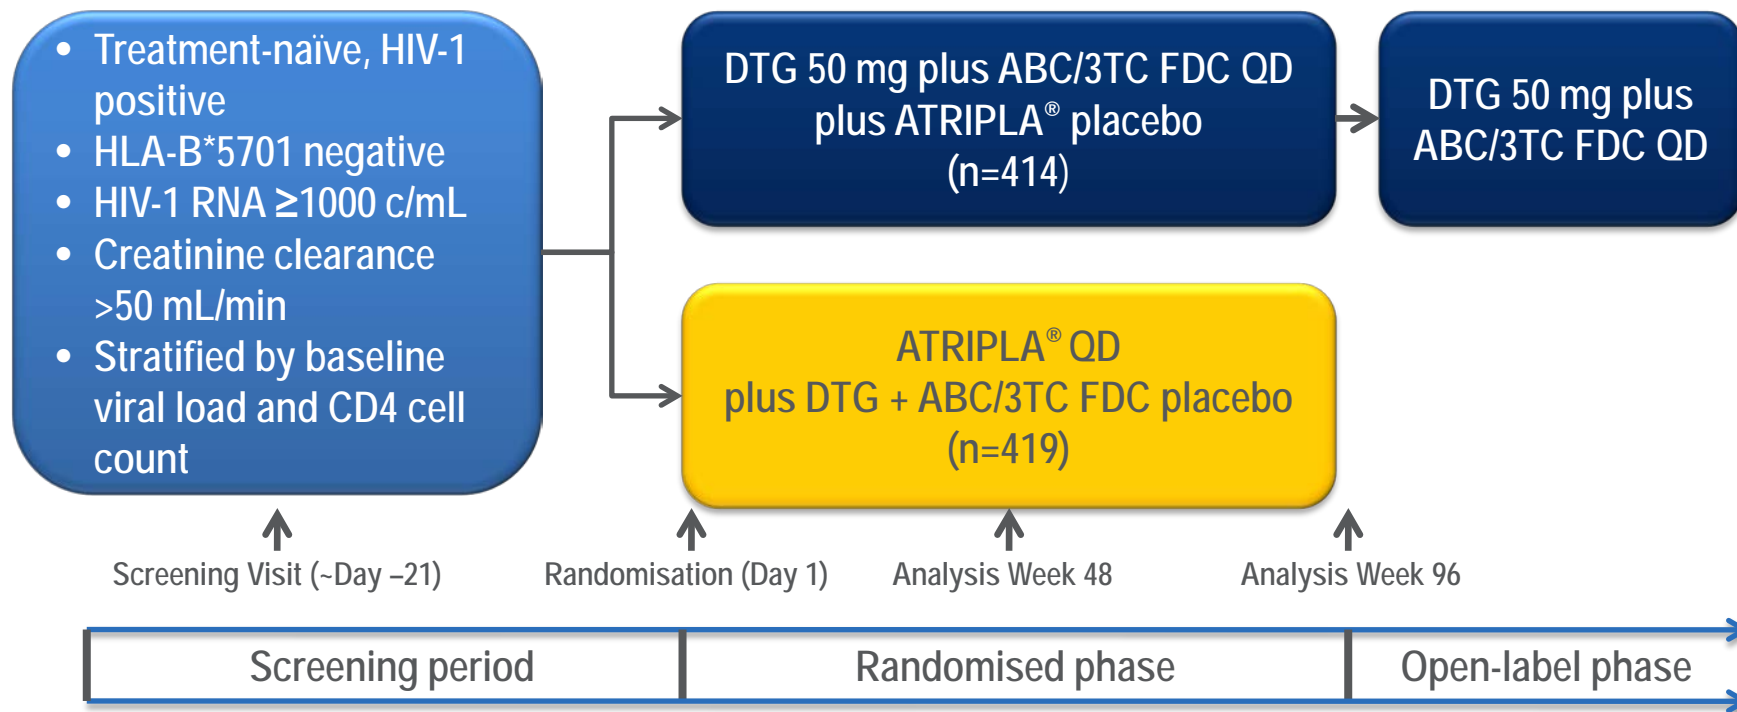 • Treatment-naïve, HIV-1
positive
• HLA-B*5701 negative
• HIV-1 RNA ≥1000 c/mL
• Creatinine clearance
>50 mL/min
• Stratified by baseline
viral load and CD4 cell
count
DTG 50 mg plus ABC/3TC FDC QD
plus ATRIPLA® placebo
(n=414)
DTG 50 mg plus
ABC/3TC FDC QD
ATRIPLA® QD
plus DTG + ABC/3TC FDC placebo
(n=419)
Screening Visit (~Day –21)
Randomisation (Day 1)
Analysis Week 48
Analysis Week 96
Screening period
Randomised phase
Open-label phase